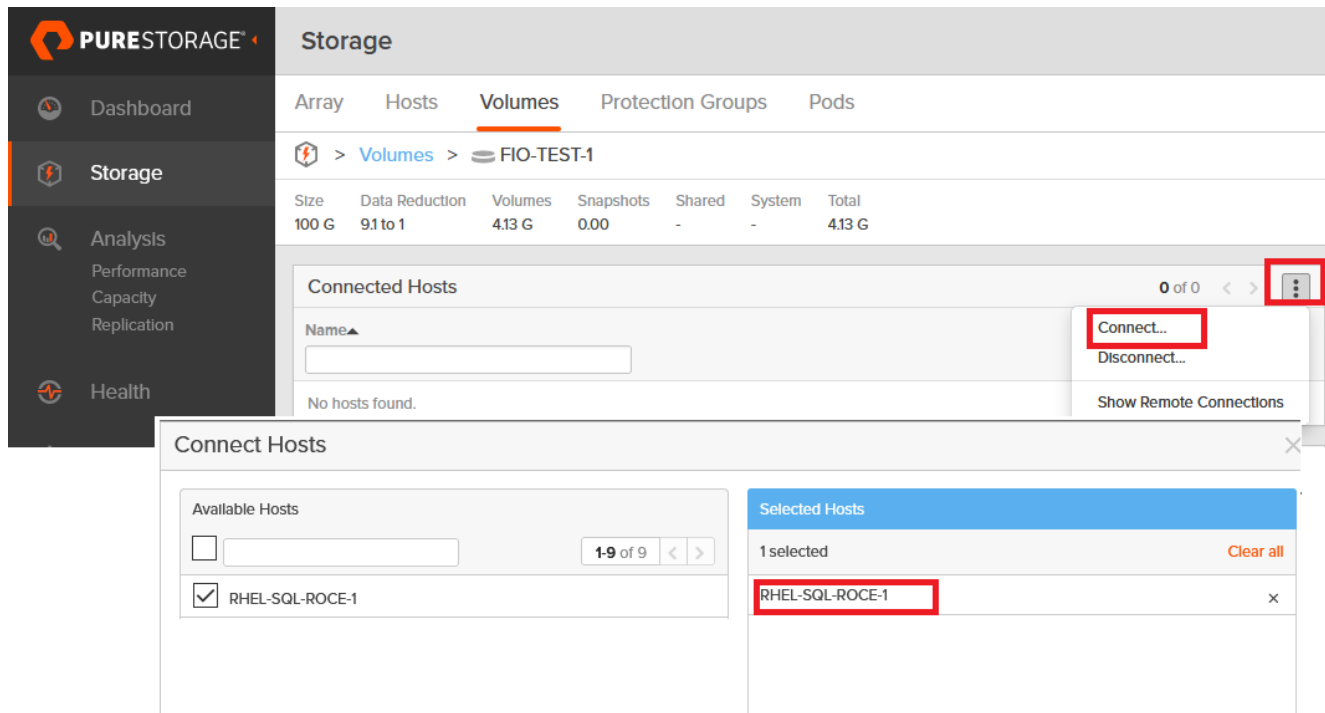 PURESTORAGE®
Storage
Dashboard
Storage
Analysis
Performance
Capacity
Replication
Health
Array Hosts Volumes Protection Groups Pods
> Volumes > FIO-TEST-1
Size Data Reduction Volumes Snapshots Shared System Total
100 G 9.1 to 1 4.13 G 0.00 - - 4.13 G
Connected Hosts 0 of 0 < >
Name
Connect...
Disconnect...
No hosts found.
Show Remote Connections
Connect Hosts
Available Hosts
1-9 of 9 < >
RHEL-SQL-ROCE-1
Selected Hosts
1 selected Clear all
RHEL-SQL-ROCE-1 ×